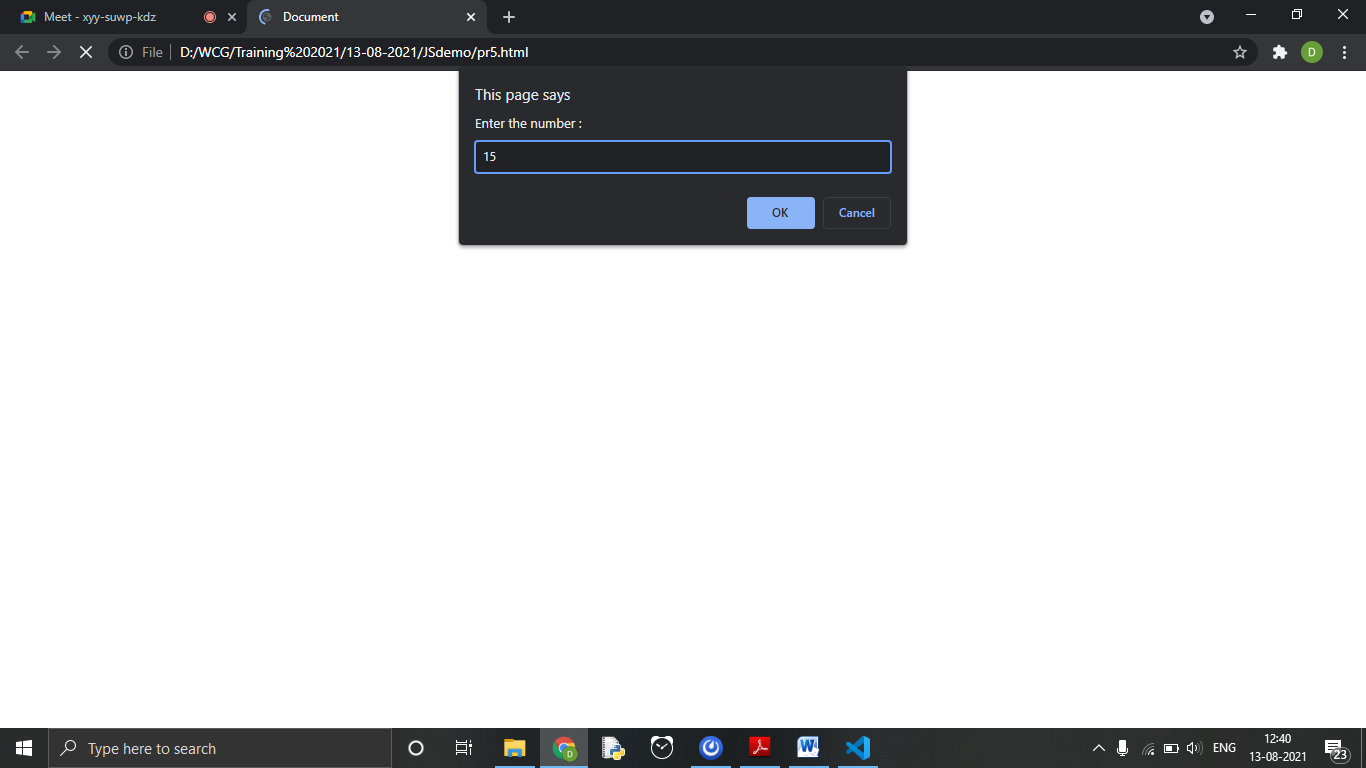 Meet - xyy-suwp-kdz
Document
File
D:/WCG/Training%202021/13-08-2021/JSdemo/pr5.html
D
This page says
Enter the number :
15
OK
Cancel
Type here to search
D
W
ENG
12:40
13-08-2021
23